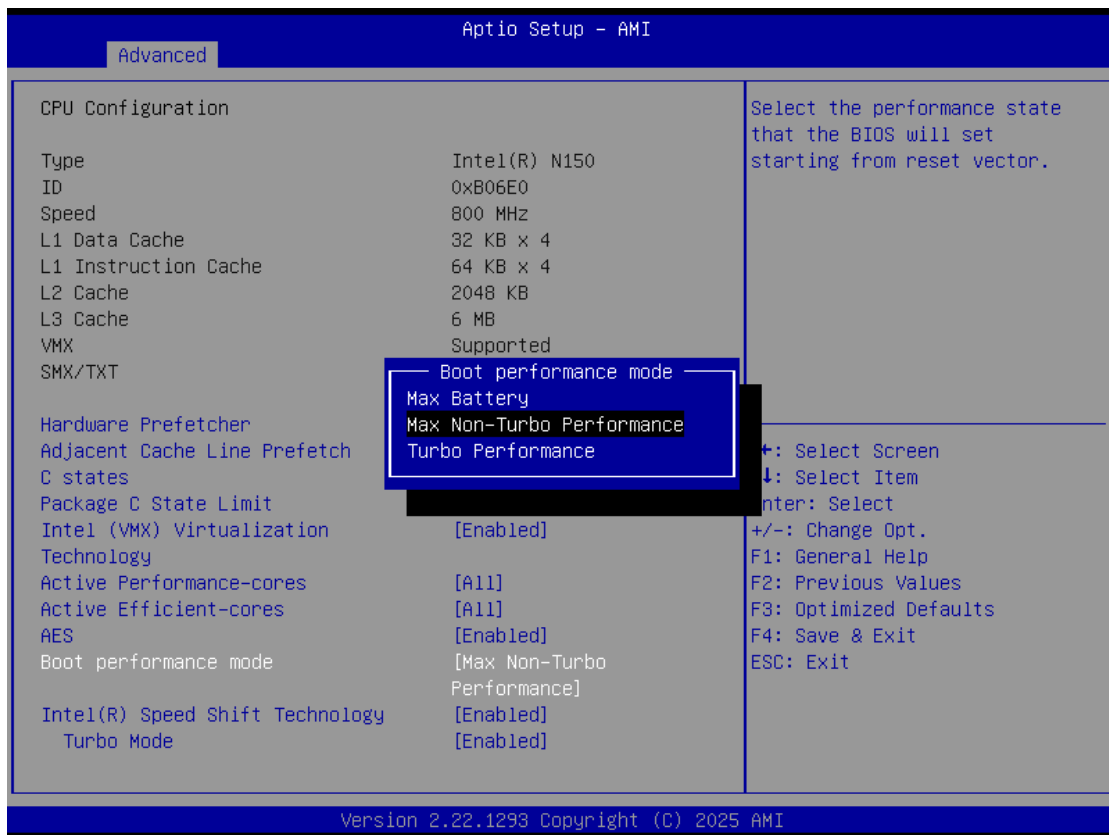 Aptio Setup – AMI
Advanced
CPU Configuration
Type Intel(R) N150
ID 0xB06E0
Speed 800 MHz
L1 Data Cache 32 KB x 4
L1 Instruction Cache 64 KB x 4
L2 Cache 2048 KB
L3 Cache 6 MB
VMX Supported
SMX/TXT
Hardware Prefetcher
Adjacent Cache Line Prefetch
C states
Package C State Limit
Intel (VMX) Virtualization [Enabled]
Technology
Active Performance-cores [All]
Active Efficient-cores [All]
AES [Enabled]
Boot performance mode [Max Non-Turbo
Performance]
Intel(R) Speed Shift Technology [Enabled]
Turbo Mode [Enabled]
Boot performance mode
Max Battery
Max Non-Turbo Performance
Turbo Performance
Select the performance state
that the BIOS will set
starting from reset vector.
: Select Screen
: Select Item
nter: Select
+/-: Change Opt.
F1: General Help
F2: Previous Values
F3: Optimized Defaults
F4: Save & Exit
ESC: Exit
Version 2.22.1293 Copyright (C) 2025 AMI